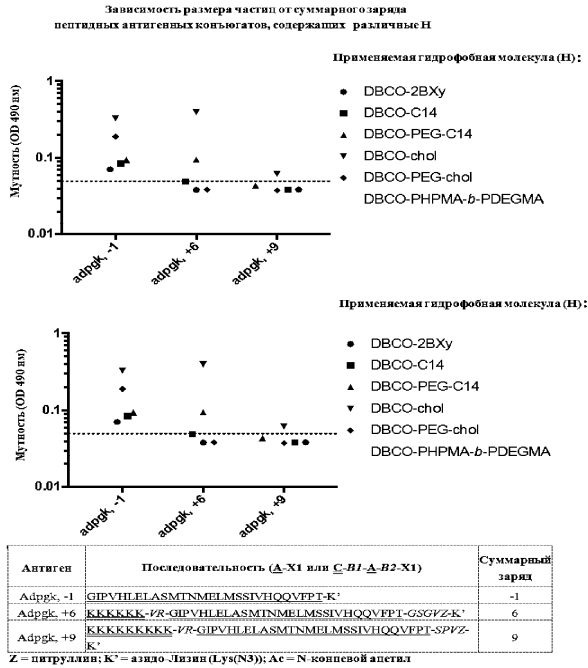 Зависимость размера частиц от суммарного заряда
пептидных антигенных конъюгатов, содержащих различные H
Применяемая гидрофобная молекула (H):
Мутность (OD 490 нм)
1
0.1
0.01
adpgk, -1
adpgk, +6
adpgk, +9
DBCO-2BXy
DBCO-C14
DBCO-PEG-C14
DBCO-chol
DBCO-PEG-chol
DBCO-PHPMA-b-PDEGMA
Применяемая гидрофобная молекула (H):
Мутность (OD 490 нм)
1
0.1
0.01
adpgk, -1
adpgk, +6
adpgk, +9
DBCO-2BXy
DBCO-C14
DBCO-PEG-C14
DBCO-chol
DBCO-PEG-chol
DBCO-PHPMA-b-PDEGMA
Антиген Последовательность (A-X1 или C-B1-A-B2-X1) Суммарный заряд
Adpgk, -1 GIPVHLELASMTNMELMSSIVHQQVFPT-K’ -1
Adpgk, +6 KKKKKK-VR-GIPVHLELASMTNMELMSSIVHQQVFPT-GSGVZ-K’ 6
Adpgk, +9 KKKKKKKKK-VR-GIPVHLELASMTNMELMSSIVHQQVFPT-SPVZ-K’ 9
Z = цитруллин; K’ = азидо-Лизин (Lys(N3)); Ac = N-концевой ацетил